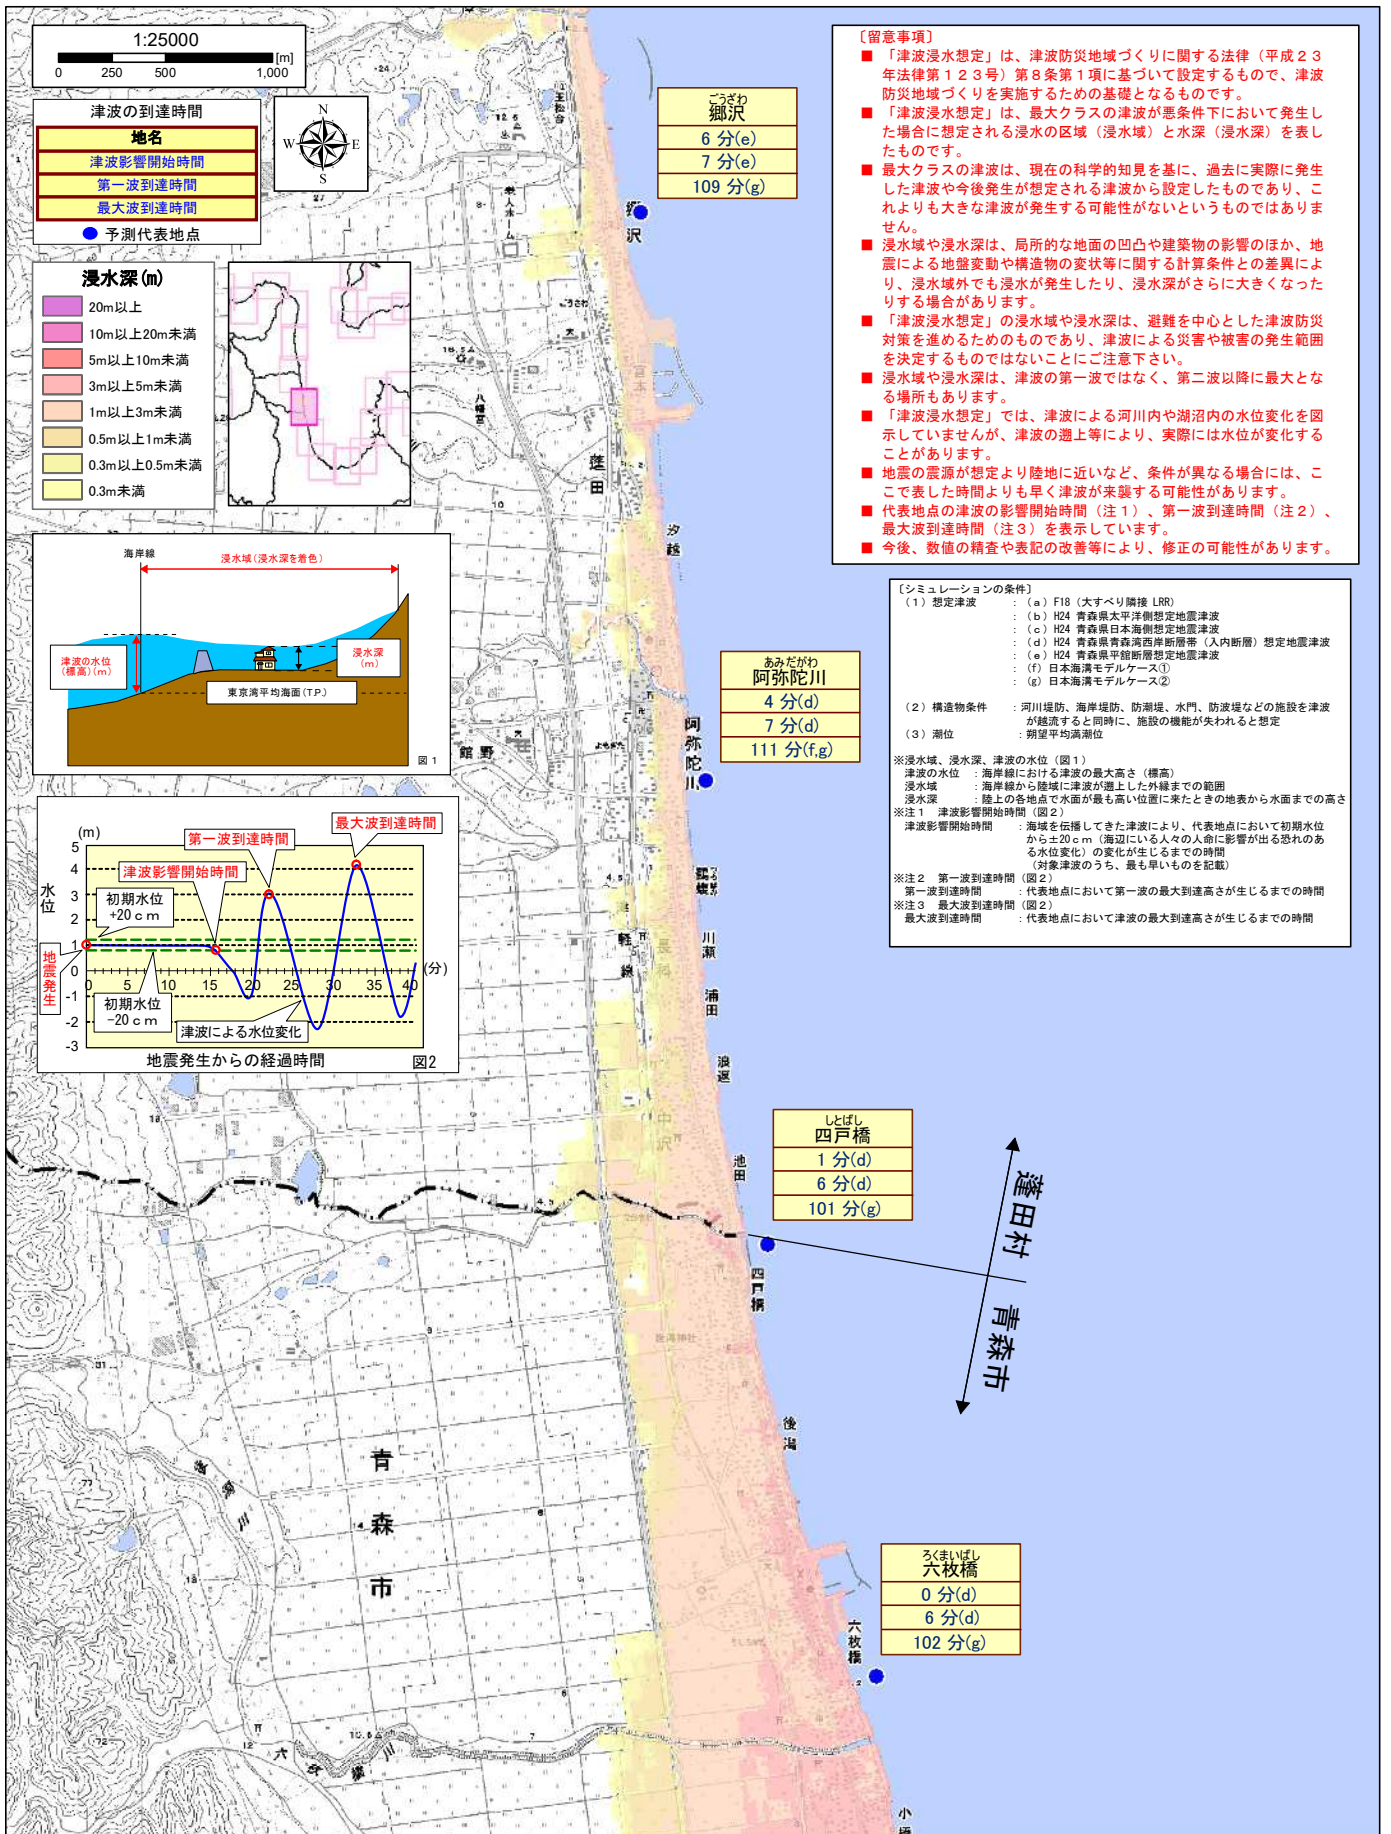 1:25000
[m]
0 250 500 1,000
津波の到達時間
地名
津波影響開始時間
第一波到達時間
最大波到達時間
予測代表地点
N
W E
S
浸水深(m)
20m以上
10m以上20m未満
5m以上10m未満
3m以上5m未満
1m以上3m未満
0.5m以上1m未満
0.3m以上0.5m未満
0.3m未満
海岸線
浸水域(浸水深を着色)
津波の水位
(標高)(m)
浸水深
(m)
東京湾平均海面(T.P.)
図1
(m)
5
4
3
2
1
0
-1
-2
-3
水位
最大波到達時間
第一波到達時間
津波影響開始時間
初期水位
+20cm
地震発生
0 5 10 15 20 25 30 35 40
(分)
初期水位
-20cm
津波による水位変化
地震発生からの経過時間
図2
ごうざわ
郷沢
6 分(e)
7 分(e)
109 分(g)
あみだがわ
阿弥陀川
4 分(d)
7 分(d)
111 分(f,g)
しとばし
四戸橋
1 分(d)
6 分(d)
101 分(g)
ろくまいばし
六枚橋
0 分(d)
6 分(d)
102 分(g)
〔留意事項〕
■ 「津波浸水想定」は、津波防災地域づくりに関する法律（平成２３
年法律第１２３号）第８条第１項に基づいて設定するもので、津波
防災地域づくりを実施するための基礎となるものです。
■ 「津波浸水想定」は、最大クラスの津波が悪条件下において発生し
た場合に想定される浸水の区域（浸水域）と水深（浸水深）を表し
たものです。
■ 最大クラスの津波は、現在の科学的知見を基に、過去に実際に発生
した津波や今後発生が想定される津波から設定したものであり、こ
れよりも大きな津波が発生する可能性がないというものではありま
せん。
■ 浸水域や浸水深は、局所的な地面の凹凸や建築物の影響のほか、地
震による地盤変動や構造物の変状等に関する計算条件との差異によ
り、浸水域外でも浸水が発生したり、浸水深がさらに大きくなった
りする場合があります。
■ 「津波浸水想定」の浸水域や浸水深は、避難を中心とした津波防災
対策を進めるためのものであり、津波による災害や被害の発生範囲
を決定するものではないことにご注意下さい。
■ 浸水域や浸水深は、津波の第一波ではなく、第二波以降に最大とな
る場所もあります。
■ 「津波浸水想定」では、津波による河川内や湖沼内の水位変化を図
示していませんが、津波の遡上等により、実際には水位が変化する
ことがあります。
■ 地震の震源が想定より陸地に近いなど、条件が異なる場合には、こ
こで表した時間よりも早く津波が来襲する可能性があります。
■ 代表地点の津波の影響開始時間（注１）、第一波到達時間（注２）、
最大波到達時間（注３）を表示しています。
■ 今後、数値の精査や表記の改善等により、修正の可能性があります。
〔シミュレーションの条件〕
（１）想定津波 ：（a）F18（大すべり隣接 LRR）
：（b）H24 青森県太平洋側想定地震津波
：（c）H24 青森県日本海側想定地震津波
：（d）H24 青森県青森湾西岸断層帯（入内断層）想定地震津波
：（e）H24 青森県平舘断層想定地震津波
：（f）日本海溝モデルケース①
：（g）日本海溝モデルケース②
（２）構造物条件 ：河川堤防、海岸堤防、防潮堤、水門、防波堤などの施設を津波
が越流すると同時に、施設の機能が失われると想定
（３）潮位 ：朔望平均満潮位
※浸水域、浸水深、津波の水位（図１）
津波の水位 ：海岸線における津波の最大高さ（標高）
浸水域 ：海岸線から陸域に津波が遡上した外縁までの範囲
浸水深 ：陸上の各地点で水面が最も高い位置に来たときの地表から水面までの高さ
※注１ 津波影響開始時間（図２）
津波影響開始時間 ：海域を伝播してきた津波により、代表地点において初期水位
から±20cm（海辺にいる人々の人命に影響が出る恐れのあ
る水位変化）の変化が生じるまでの時間
（対象津波のうち、最も早いものを記載）
※注２ 第一波到達時間（図２）
第一波到達時間 ：代表地点において第一波の最大到達高さが生じるまでの時間
※注３ 最大波到達時間（図２）
最大波到達時間 ：代表地点において津波の最大到達高さが生じるまでの時間
郷沢
老人ホーム
八幡宮
蓬田
汐越
阿弥陀川
館野
川瀬
浦田
長科
軽
線
浪返
中沢
池田
四戸橋
蓬田村
青森市
後潟
青森市
六枚橋
小橋